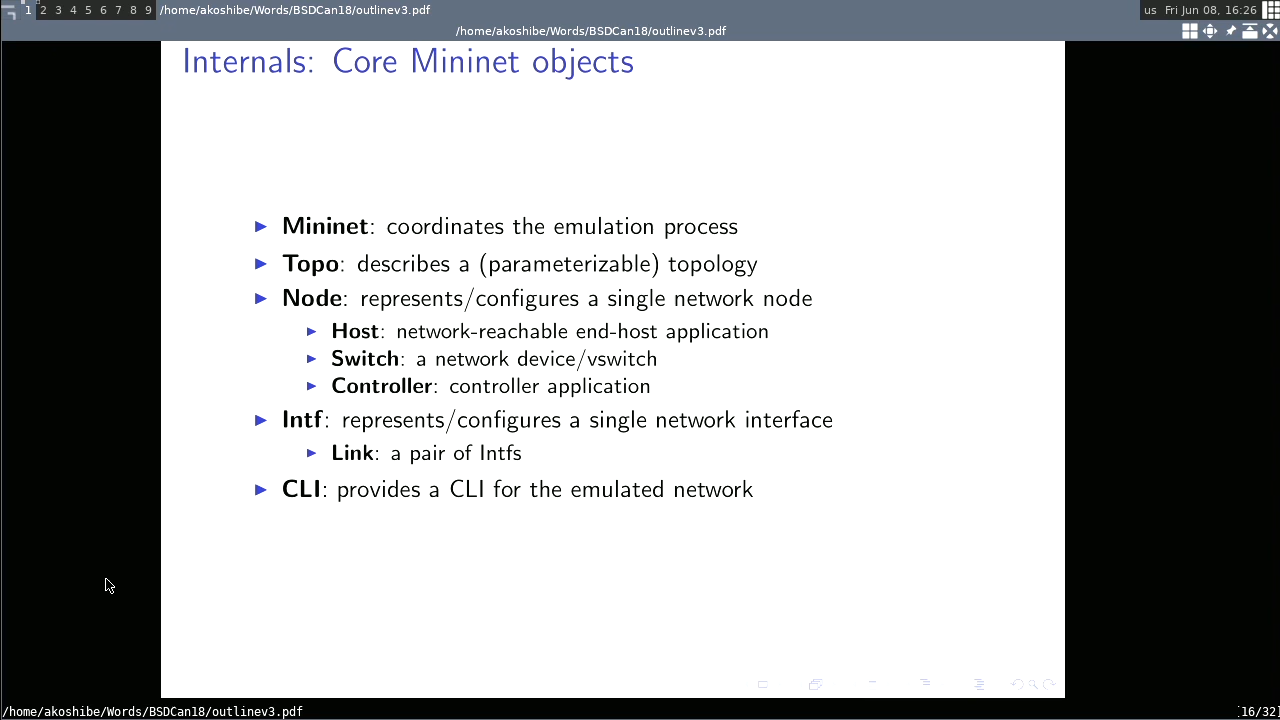 1 2 3 4 5 6 7 8 9 /home/akoshibe/Words/BSDCan18/outlinev3.pdf us Fri Jun 08, 16:26
/home/akoshibe/Words/BSDCan18/outlinev3.pdf
Internals: Core Mininet objects
Mininet: coordinates the emulation process
Topo: describes a (parameterizable) topology
Node: represents/configures a single network node
Host: network-reachable end-host application
Switch: a network device/vswitch
Controller: controller application
Intf: represents/configures a single network interface
Link: a pair of Intfs
CLI: provides a CLI for the emulated network
/home/akoshibe/Words/BSDCan18/outlinev3.pdf [16/32]